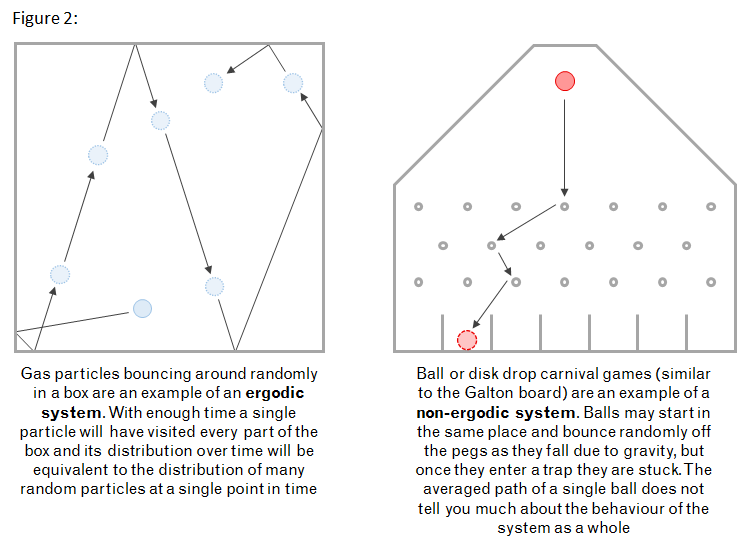 Figure 2:
Gas particles bouncing around randomly
in a box are an example of an ergodic
system. With enough time a single
particle will have visited every part of the
box and its distribution over time will be
equivalent to the distribution of many
random particles at a single point in time
Ball or disk drop carnival games (similar
to the Galton board) are an example of a
non-ergodic system. Balls may start in
the same place and bounce randomly off
the pegs as they fall due to gravity, but
once they enter a trap they are stuck. The
averaged path of a single ball does not
tell you much about the behaviour of the
system as a whole